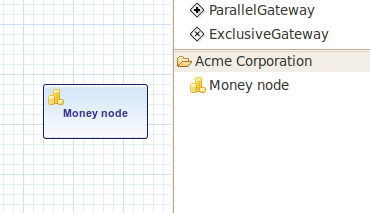 ParallelGateway
ExclusiveGateway
Acme Corporation
Money node
Money node